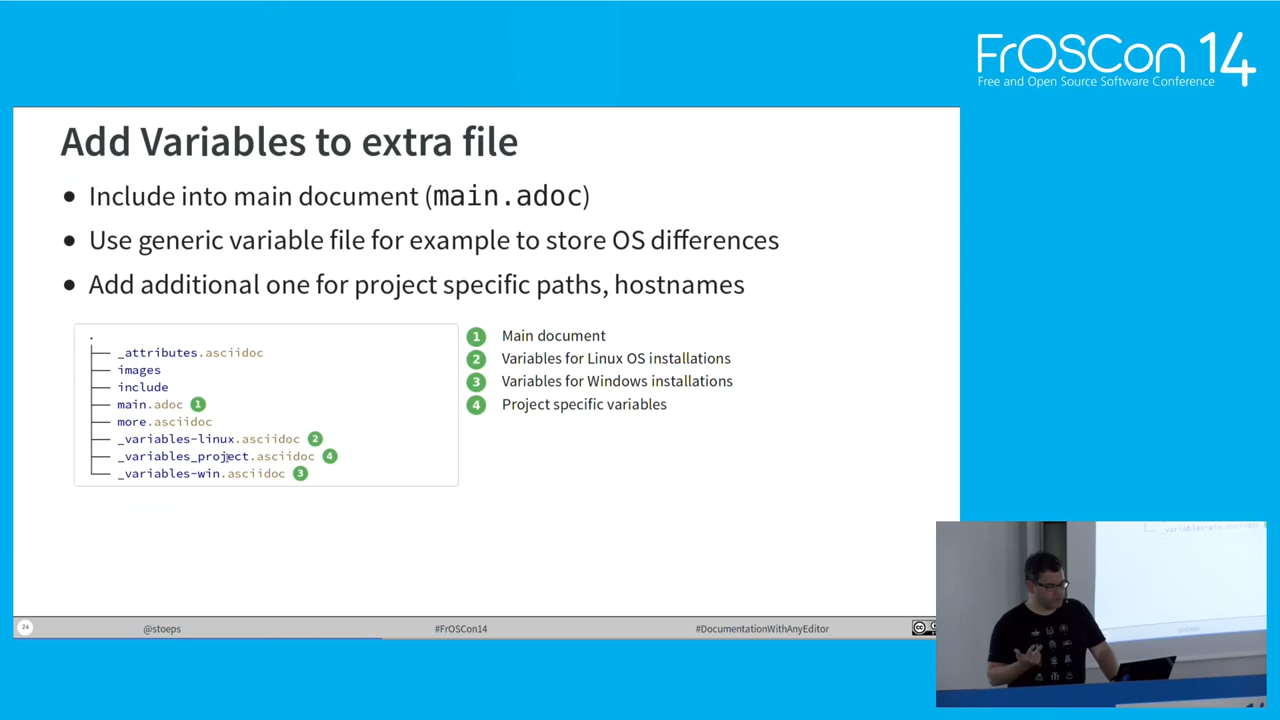 FrOSCon 14
Free and Open Source Software Conference
Add Variables to extra file
● Include into main document (main.adoc)
● Use generic variable file for example to store OS differences
● Add additional one for project specific paths, hostnames
.
├── _attributes.asciidoc
├── images
├── include
├── main.adoc 1
├── more.asciidoc
├── _variables-linux.asciidoc 2
├── _variables_project.asciidoc 4
└── _variables-win.asciidoc 3
1 Main document
2 Variables for Linux OS installations
3 Variables for Windows installations
4 Project specific variables
_variables-win.asciidoc
24 @stoeps #FrOSCon14 #DocumentationWithAnyEditor cc